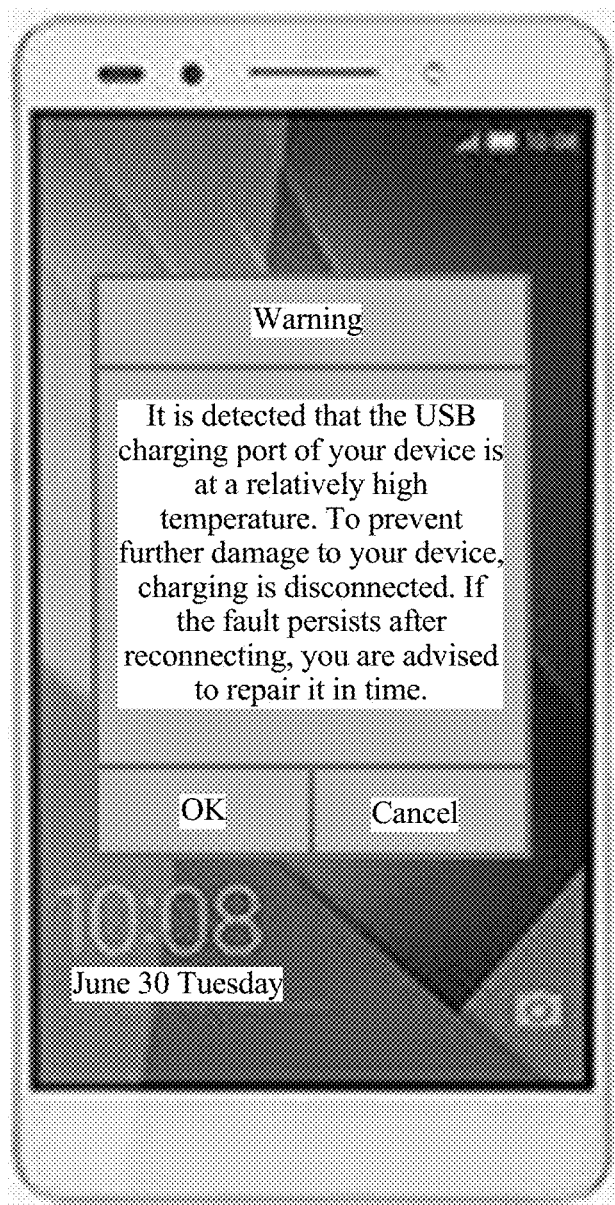 10:08
Warning
It is detected that the USB
charging port of your device is
at a relatively high
temperature. To prevent
further damage to your device,
charging is disconnected. If
the fault persists after
reconnecting, you are advised
to repair it in time.
OK
Cancel
10:08
June 30 Tuesday